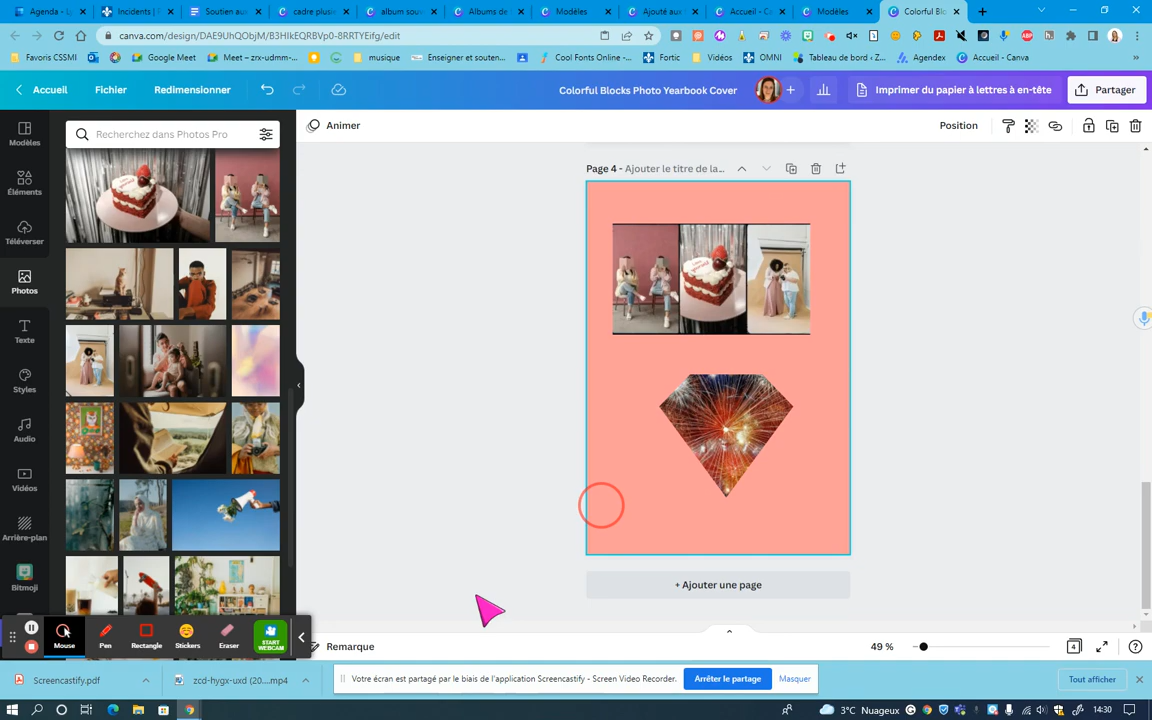 Agenda - L
Incidents | P
Soutien aux
cadre plusie
album souv
Albums de
Modèles
Ajouté aux
Accueil - Ca
Modèles
Colorful Blo
canva.com/design/DAE9UhQObjM/B3HIkEQRBVp0-8RRTYEifg/edit
Favoris CSSMI
Google Meet
Meet – zrx-udmm-...
musique
Enseigner et souten...
Cool Fonts Online -...
Fortic
Vidéos
OMNI
Tableau de bord ‹ Z...
Agendex
Accueil - Canva
»
Accueil
Fichier
Redimensionner
Colorful Blocks Photo Yearbook Cover
Imprimer du papier à lettres à en-tête
Partager
Modèles
Éléments
Téléverser
Photos
Texte
Styles
Audio
Vidéos
Arrière-plan
Bitmoji
Recherchez dans Photos Pro
Animer
Position
Page 4 - Ajouter le titre de la...
+ Ajouter une page
Mouse
Pen
Rectangle
Stickers
Eraser
START
WEBCAM
Remarque
49 %
4
Screencastify.pdf
zcd-hygx-uxd (20....mp4
Votre écran est partagé par le biais de l'application Screencastify - Screen Video Recorder.
Arrêter le partage
Masquer
Tout afficher
3°C Nuageux
14:30